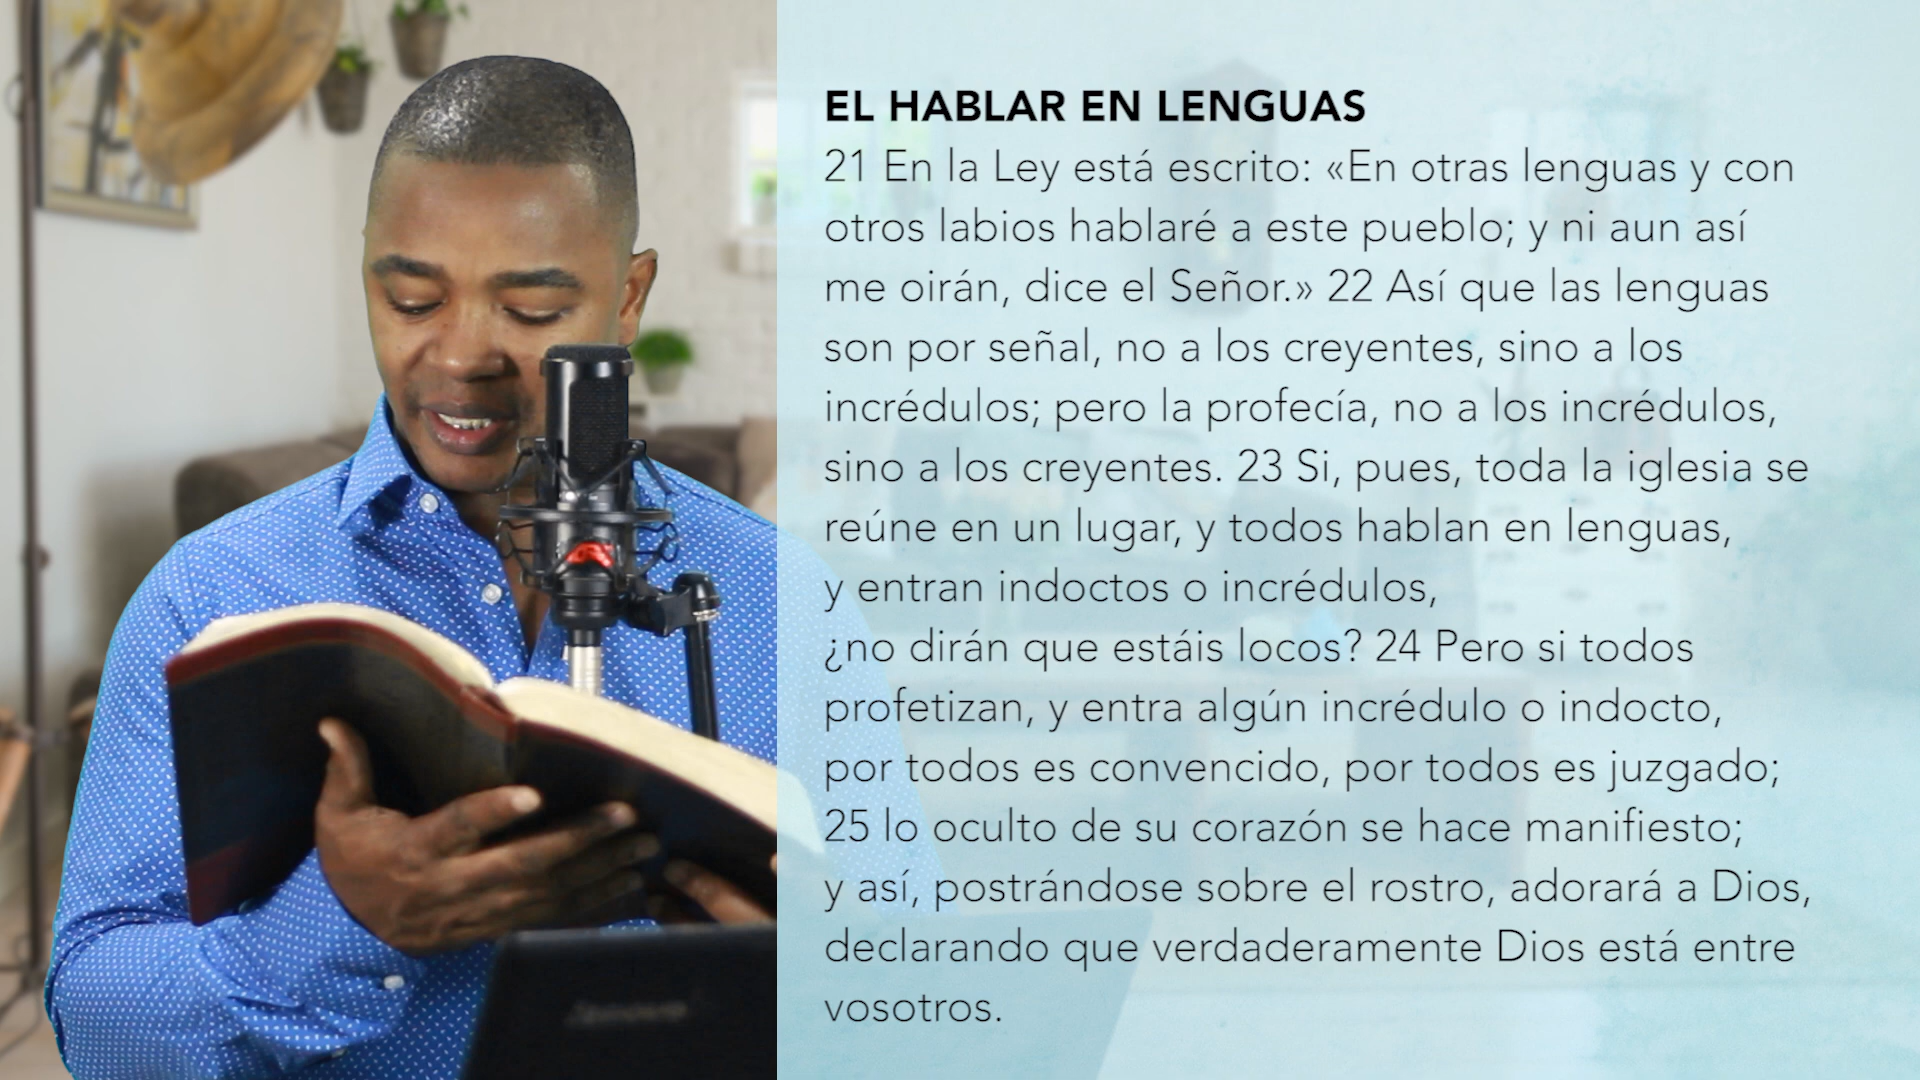 EL HABLAR EN LENGUAS
21 En la Ley está escrito: «En otras lenguas y con
otros labios hablaré a este pueblo; y ni aun así
me oirán, dice el Señor.» 22 Así que las lenguas
son por señal, no a los creyentes, sino a los
incrédulos; pero la profecía, no a los incrédulos,
sino a los creyentes. 23 Si, pues, toda la iglesia se
reúne en un lugar, y todos hablan en lenguas,
y entran indoctos o incrédulos,
¿no dirán que estáis locos? 24 Pero si todos
profetizan, y entra algún incrédulo o indocto,
por todos es convencido, por todos es juzgado;
25 lo oculto de su corazón se hace manifiesto;
y así, postrándose sobre el rostro, adorará a Dios,
declarando que verdaderamente Dios está entre
vosotros.